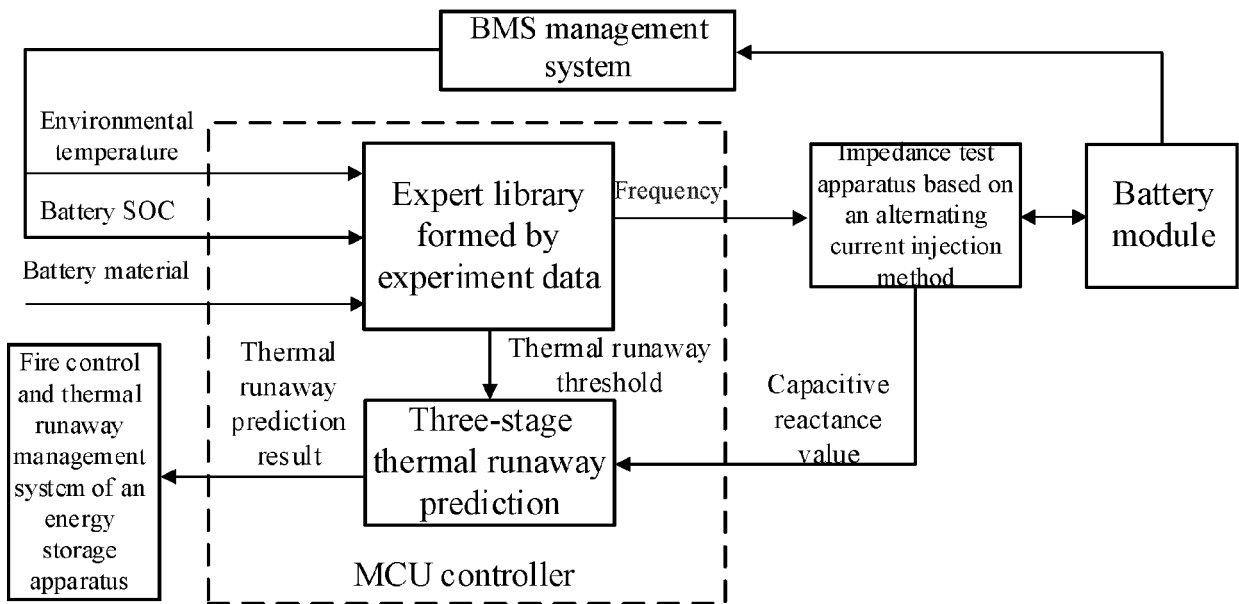 BMS management
system
Environmental
temperature
Battery SOC
Battery material
Expert library
formed by
experiment data
Frequency
Impedance test
apparatus based on
an alternating
current injection
method
Battery
module
Thermal runaway
threshold
Thermal
runaway
prediction
result
Fire control
and thermal
runaway
management
system of an
energy
storage
apparatus
Three-stage
thermal runaway
prediction
Capacitive
reactance
value
MCU controller